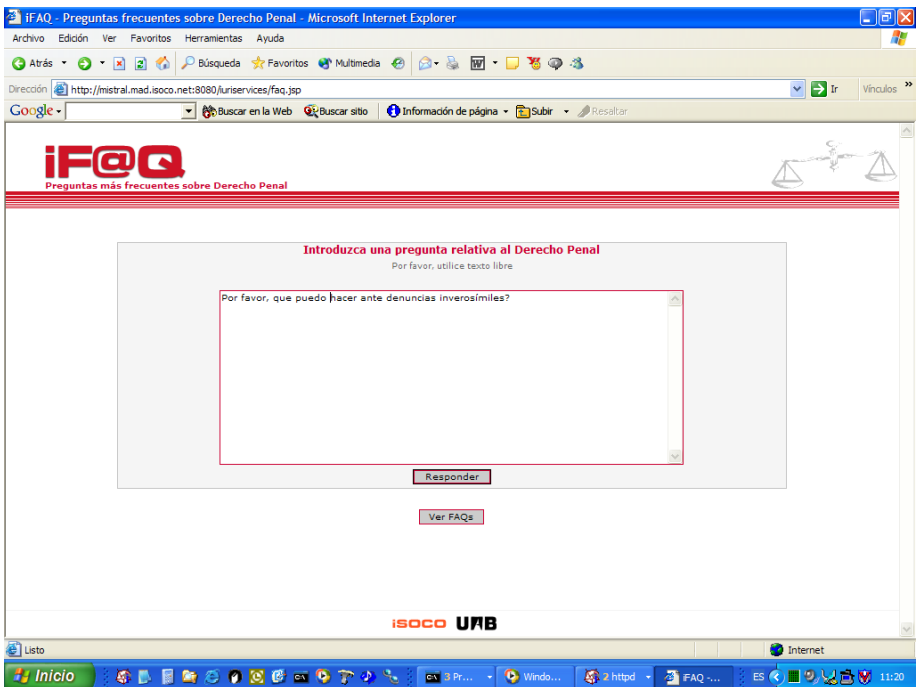 iFAQ - Preguntas frecuentes sobre Derecho Penal - Microsoft Internet Explorer
Archivo Edición Ver Favoritos Herramientas Ayuda
Atrás Búsqueda Favoritos Multimedia
Dirección http://mistral.mad.isoco.net:8080/iuriservices/faq.jsp Ir Vínculos »
Google Buscar en la Web Buscar sitio Información de página Subir Resaltar
iF@Q
Preguntas más frecuentes sobre Derecho Penal
Introduzca una pregunta relativa al Derecho Penal
Por favor, utilice texto libre
Por favor, que puedo hacer ante denuncias inverosímiles?
Responder
Ver FAQs
isoco UAB
Listo Internet
Inicio 3 Pr... Windo... 2 httpd iFAQ -... ES 11:20